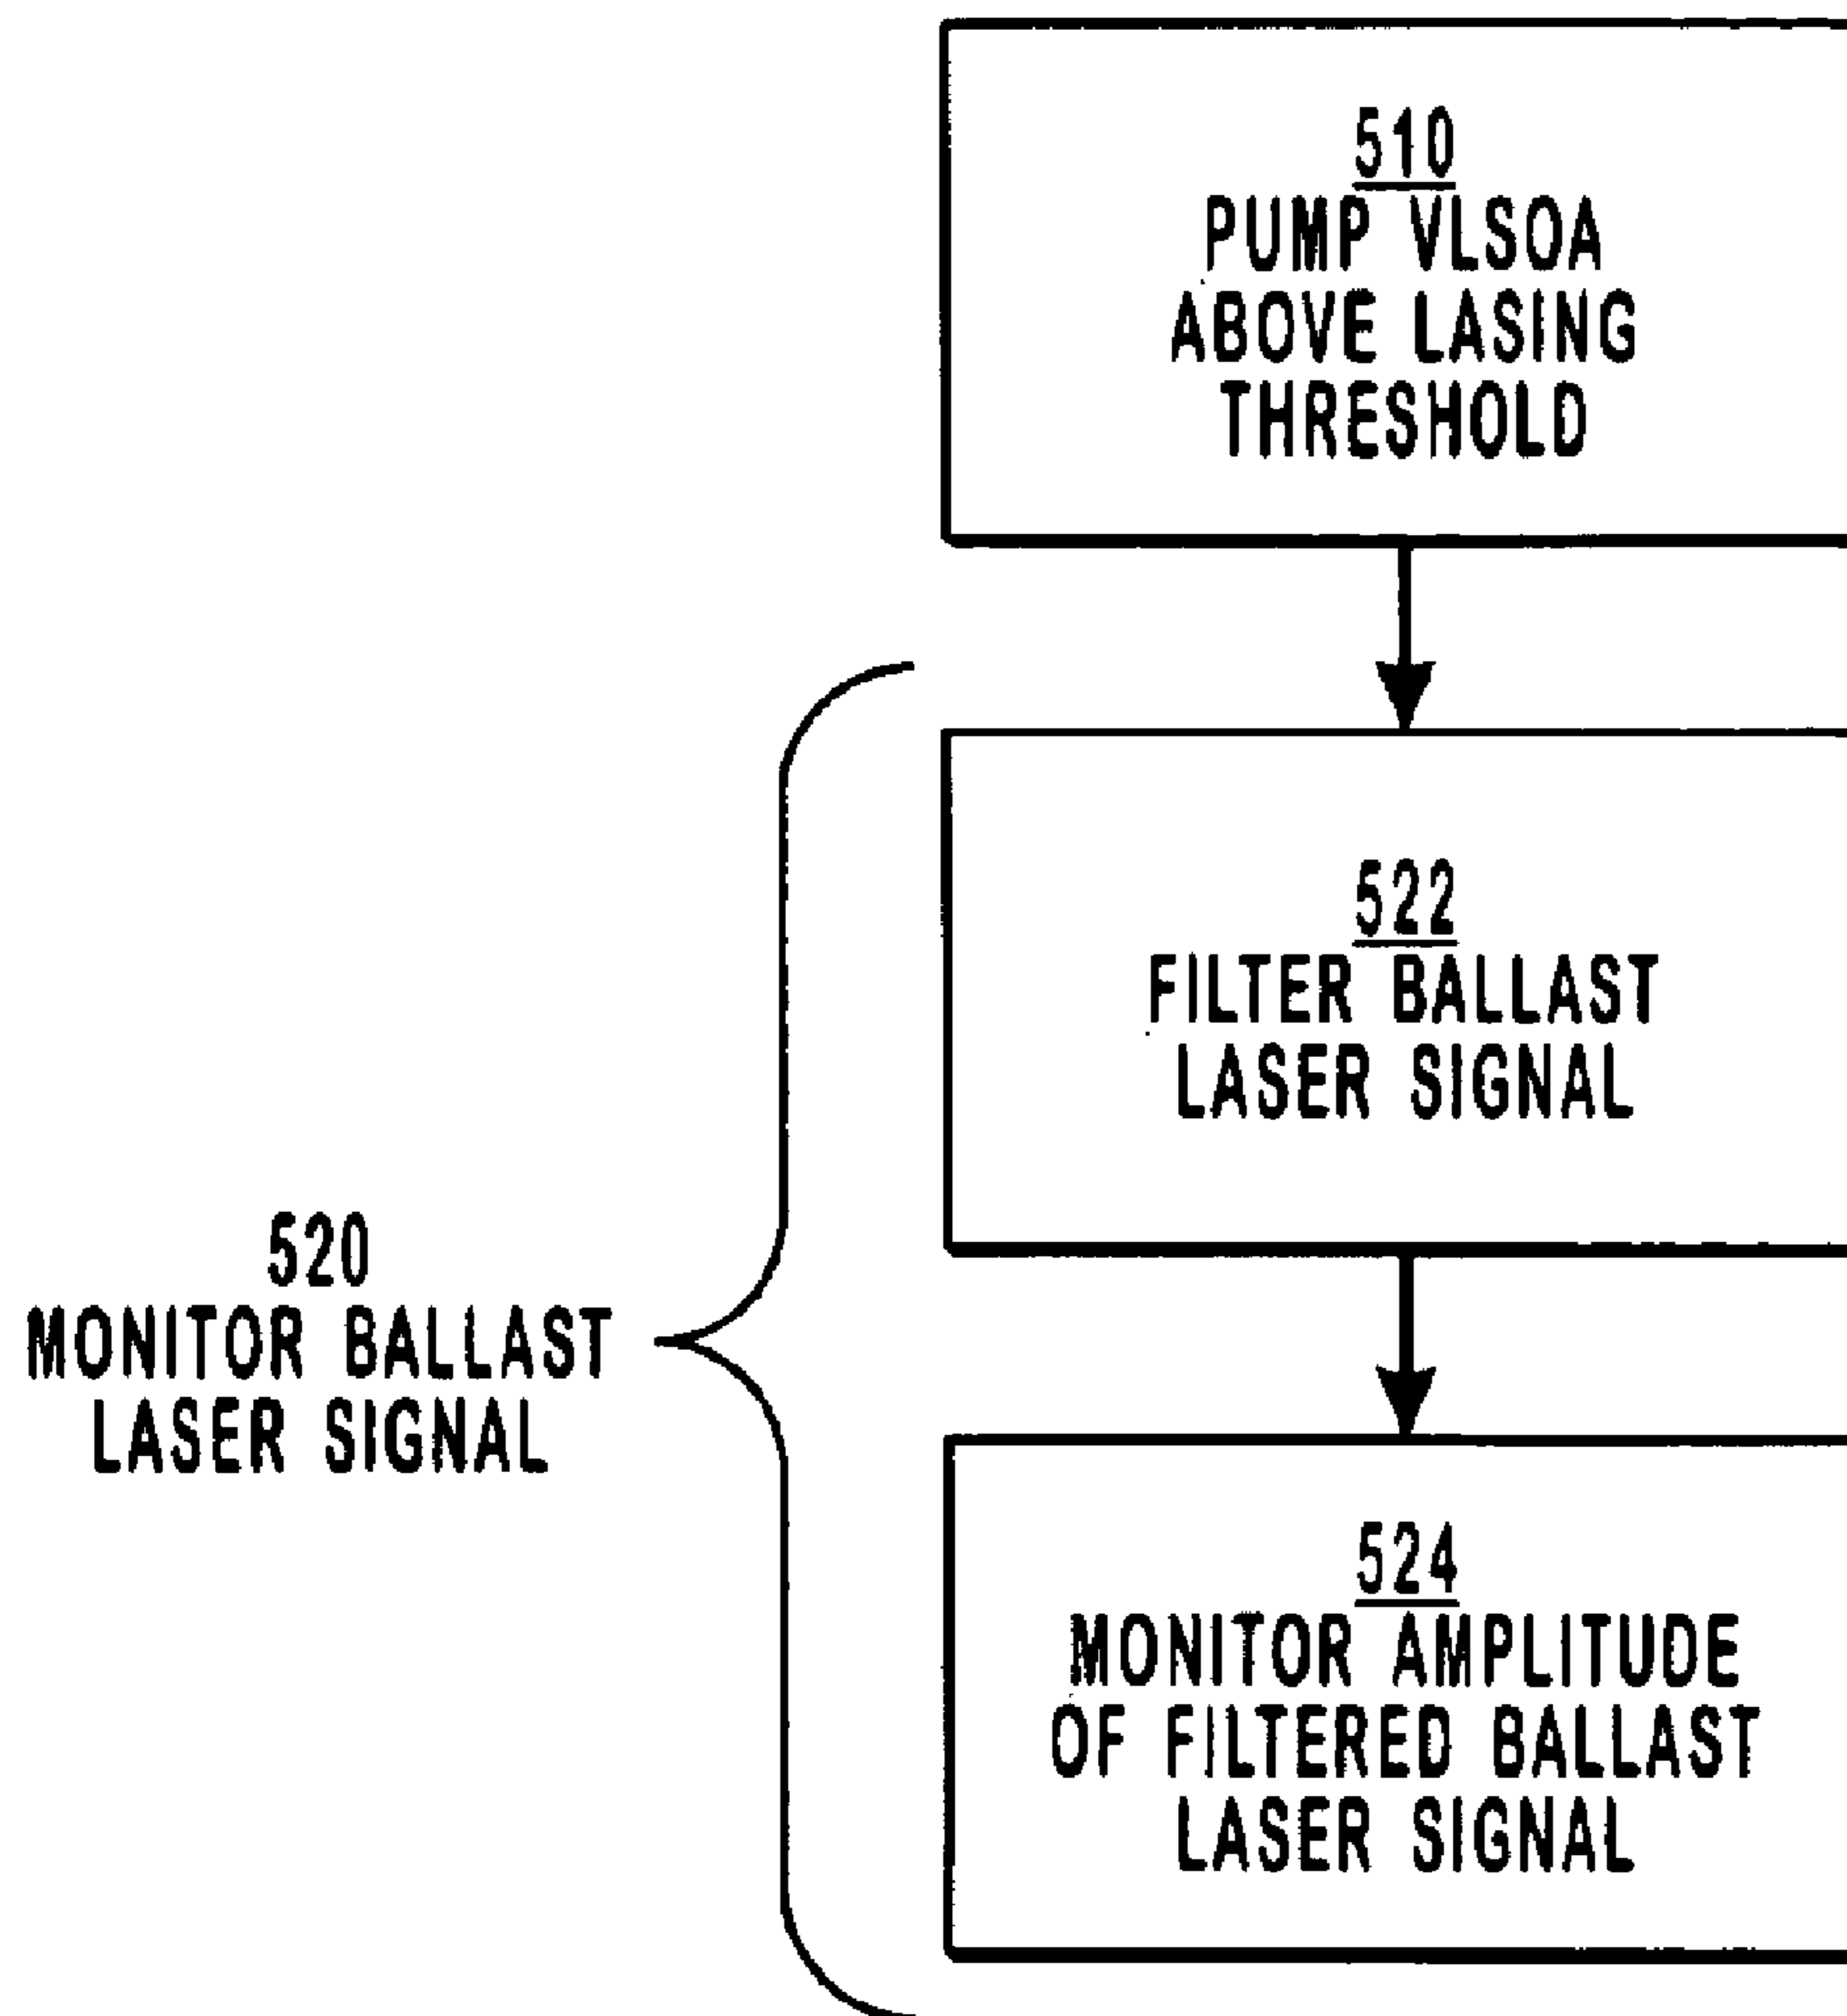 510
PUMP VLSOA
ABOVE LASING
THRESHOLD
522
FILTER BALLAST
LASER SIGNAL
520
MONITOR BALLAST
LASER SIGNAL
524
MONITOR AMPLITUDE
OF FILTERED BALLAST
LASER SIGNAL